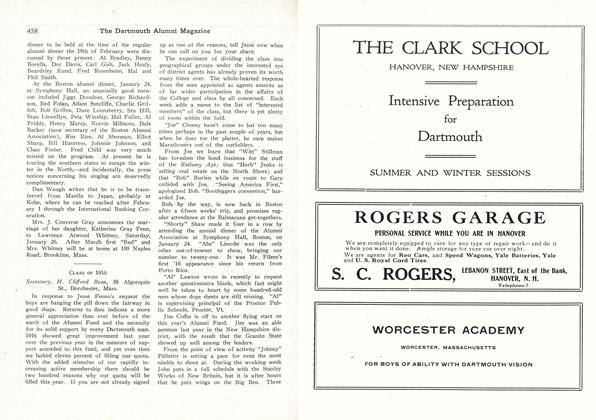 458 The Dartmouth Alumni Magazine
dinner to be held at the time of the regular
alumni dinner the 19th of February were dis-
cussed by those present: At Bradley, Benny
Borella, Doc Davis, Carl Gish, Jack Healy,
Beardsley Rund, Fred Rosenheim, Hal and
Phil Smith.
At the Boston alumni dinner, January 24,
at Symphony Hall, an unusually good turn-
out included Jiggs Donahue, George Richard-
son, Red Folan, Adam Sutcliffe, Charlie Grif-
fith, Bob Griffin, Dave Lounsberry, Stu Hill,
Stan Llewellyn, Pete Winship, Hal Fuller, Al
Priddy, Henry Marcy, Norvie Milmore, Dale
Barker (now secretary of the Boston Alumni
Association), Rus Rice, Al Sherman, Elliot
Sharp, Bill Huntress, Johnnie Johnson, and
Chan Foster. Fred Child was very much
missed on the program. At present he is
touring the southern states to escape the win-
ter in the North,—and incidentally, the press
notices concerning his singing are deservedly
complimentary.
Dan Waugh writes that he is to be trans-
ferred from Manila to Japan, probably at
Kobe, where he can be reached after Febru-
ary 1 through the International Banking Cor-
poration.
Mrs. J. Converse Gray announces the mar-
riage of her daughter, Katherine Gray Fenn,
to Lawrence Atwood Whitney, Saturday,
January 26. After March first "Bud" and
Mrs. Whitney will be at home at 100 Naples
Road, Brookline, Mass.
Class of 1916
Secretary, H. Clifford Bean, 38 Algonquin
St., Dorchester, Mass.
In response to Jesse Fenno's request the
boys are banging the pill down the fairway in
good shape. Returns to date indicate a more
general appreciation than ever before of the
merit of the Alumni Fund and the necessity
for its solid support by every Dartmouth man.
1916 showed great improvement last year
over the previous year in the measure of sup-
port accorded to this fund, and yet even then
we lacked eleven percent of filling our quota.
With the added stimulus of our rapidly in-
creasing active membership there should be
two hundred reasons why our quota will be
filled this year. If you are not already signed
up as one of the reasons, tell Jesse now when
he can call on you for your share.
The experiment of dividing the class into
geographical groups under the interested eye
of district agents has already proven its worth
many times over. The whole-hearted response
from the men appointed as agents assures us
of far wider participation in the affairs of
the College and class by all concerned. Each
week adds a name to the list of "interested
members" of the class, but there is yet plenty
of room within the fold.
"Joe" Cheney hasn't come to bat too many
times perhaps in the past couple of years, but
when he does toe the platter, he sure makes
Marathoners out of the outfielders.
From Joe we learn that "Witt" Stillman
has forsaken the bond business for the staff
of the Railway Age; that "Herb" Jenks is
selling real estate on the North Shore; and
that "Bob" Burlen while en route to Gary
collided with Joe. "Seeing America First,"
apologized Bob. "Bootleggers convention," haz-
arded Joe.
Bob, by the way, is now back in Boston
after a fifteen weeks' trip, and promises reg-
ular attendance at the Balmacaan get-togethers.
"Shorty" Shaw made it four in a row by
attending the annual dinner of the Alumni
Association at Symphony Hall, Boston, on
January 24. "Abe" Lincoln was the only
other out-of-towner to show, bringing our
number to twenty-one. It was Mr. Filene's
first '16 appearance since his return from
Porto Rico.
"Al" Lawton wrote in recently to request
another questionnaire blank, which fact might
well be taken to heart by some hundred-odd
men whose dope sheets are still missing. "Al"
is supervising principal of the Proctor Pub-
lic Schools, Proctor, Vt.
Jim Coffin is off to another flying start on
this year's Alumni Fund. Jim was an able
penman last year in the New Hampshire dis-
trict, with the result that the Granite State
showed up well among the leaders.
From the point of view of activity "Johnny"
Pelletier is setting a pace for even the most
nimble to shoot at. During the working week
John puts in a full schedule with the Stanley
Works of New Britain, but it is after hours
that he puts wings on the Big Ben. Three
THE CLARK SCHOOL
HANOVER, NEW HAMPSHIRE
Intensive Preparation
for
Dartmouth
SUMMER AND WINTER SESSIONS
ROGERS GARAGE
PERSONAL SERVICE WHILE YOU ARE IN HANOVER
We are completely equipped to care for any type of repair work—and do it
when you want it done. Ample storage for your car over night.
We are agents for Reo Cars, and Speed Wagons, Yale Batteries, Yale
and U. S. Royal Cord Tires.
S. C. ROGERS, LEBANON STREET, East of the Bank,
HANOVER, N. H.
Telephone 7
WORCESTER ACADEMY
WORCESTER, MASSACHUSETTS
FOR BOYS OF ABILITY WITH DARTMOUTH VISION